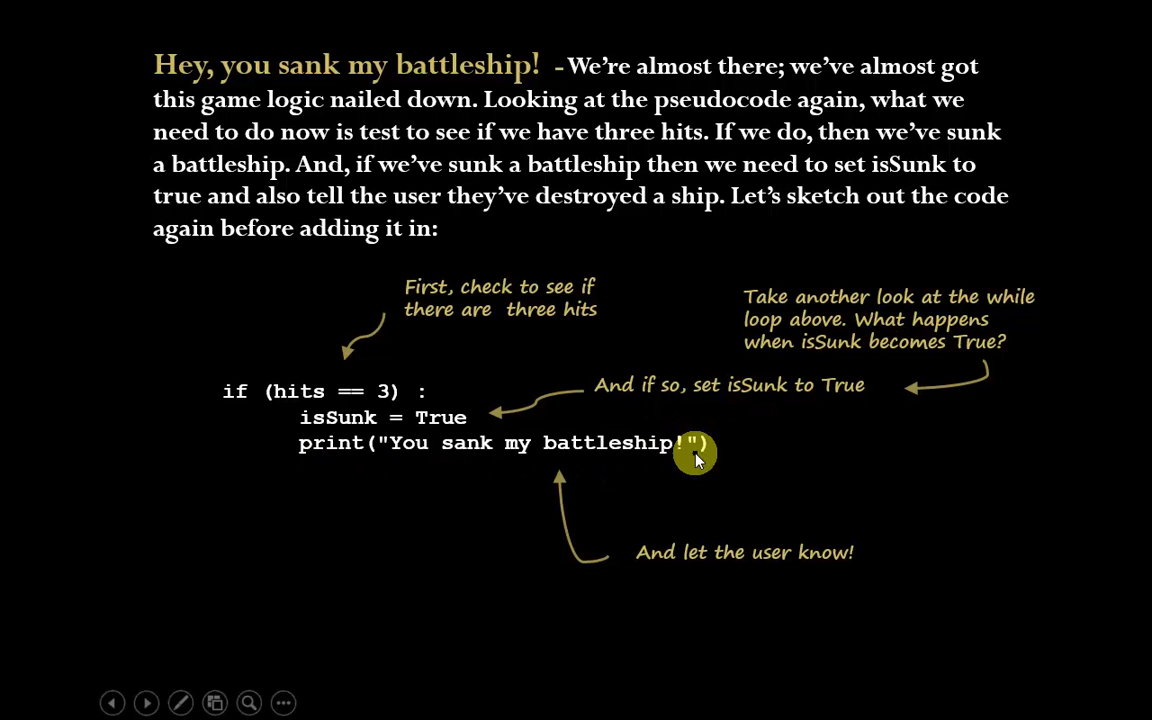 Hey, you sank my battleship! - We're almost there; we've almost got
this game logic nailed down. Looking at the pseudocode again, what we
need to do now is test to see if we have three hits. If we do, then we've sunk
a battleship. And, if we've sunk a battleship then we need to set isSunk to
true and also tell the user they've destroyed a ship. Let's sketch out the code
again before adding it in:
First, check to see if
there are three hits
Take another look at the while
loop above. What happens
when isSunk becomes True?
if (hits == 3) :
And if so, set isSunk to True
isSunk = True
print("You sank my battleship!")
And let the user know!